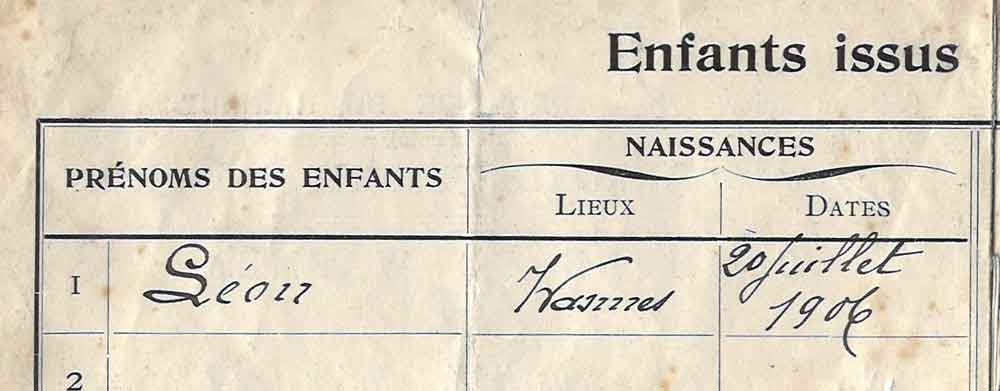 Enfants issus
PRÉNOMS DES ENFANTS
NAISSANCES
LIEUX
DATES
1
Léon
Wasmes
20 Juillet
1906
2